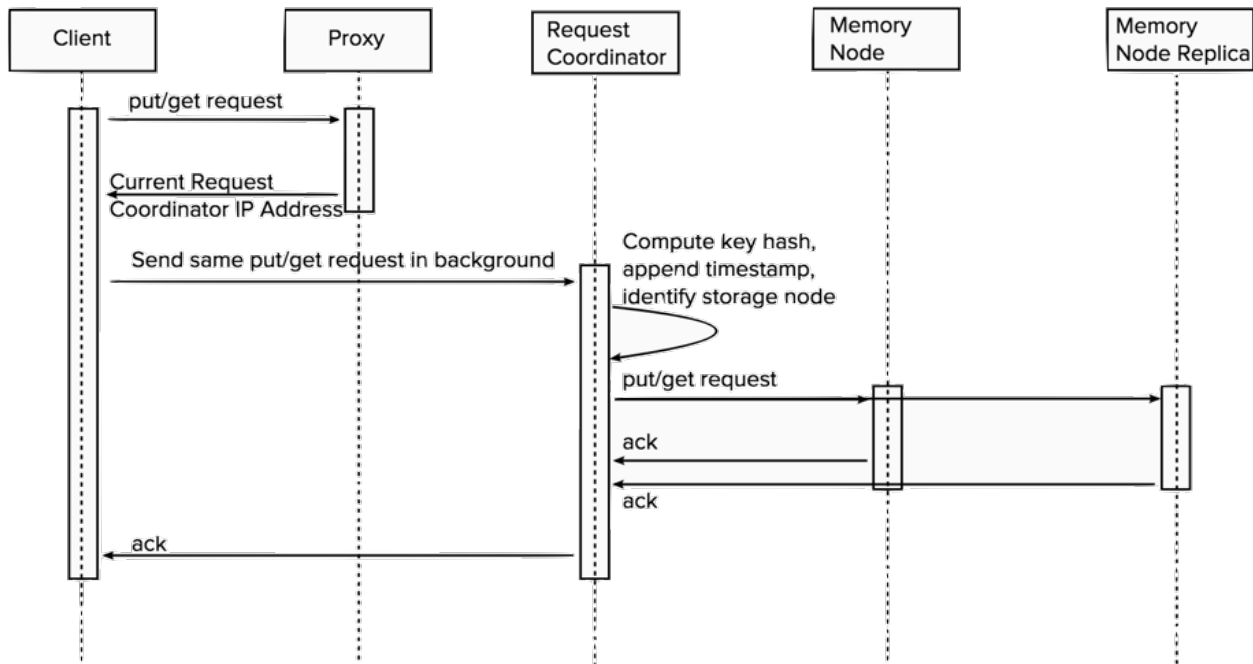 Client
Proxy
Request
Coordinator
Memory
Node
Memory
Node Replica
put/get request
Current Request
Coordinator IP Address
Send same put/get request in background
Compute key hash,
append timestamp,
identify storage node
put/get request
ack
ack
ack